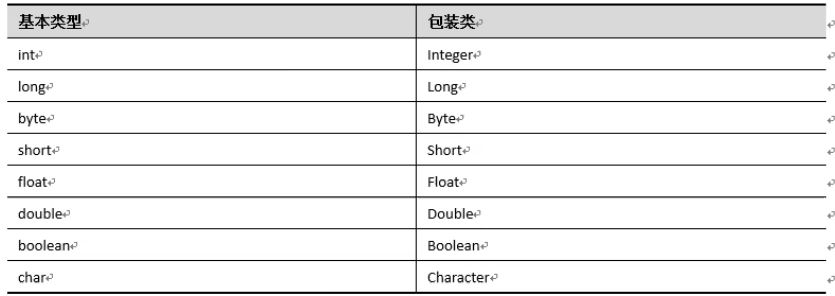 基本类型 包装类
int Integer
long Long
byte Byte
short Short
float Float
double Double
boolean Boolean
char Character